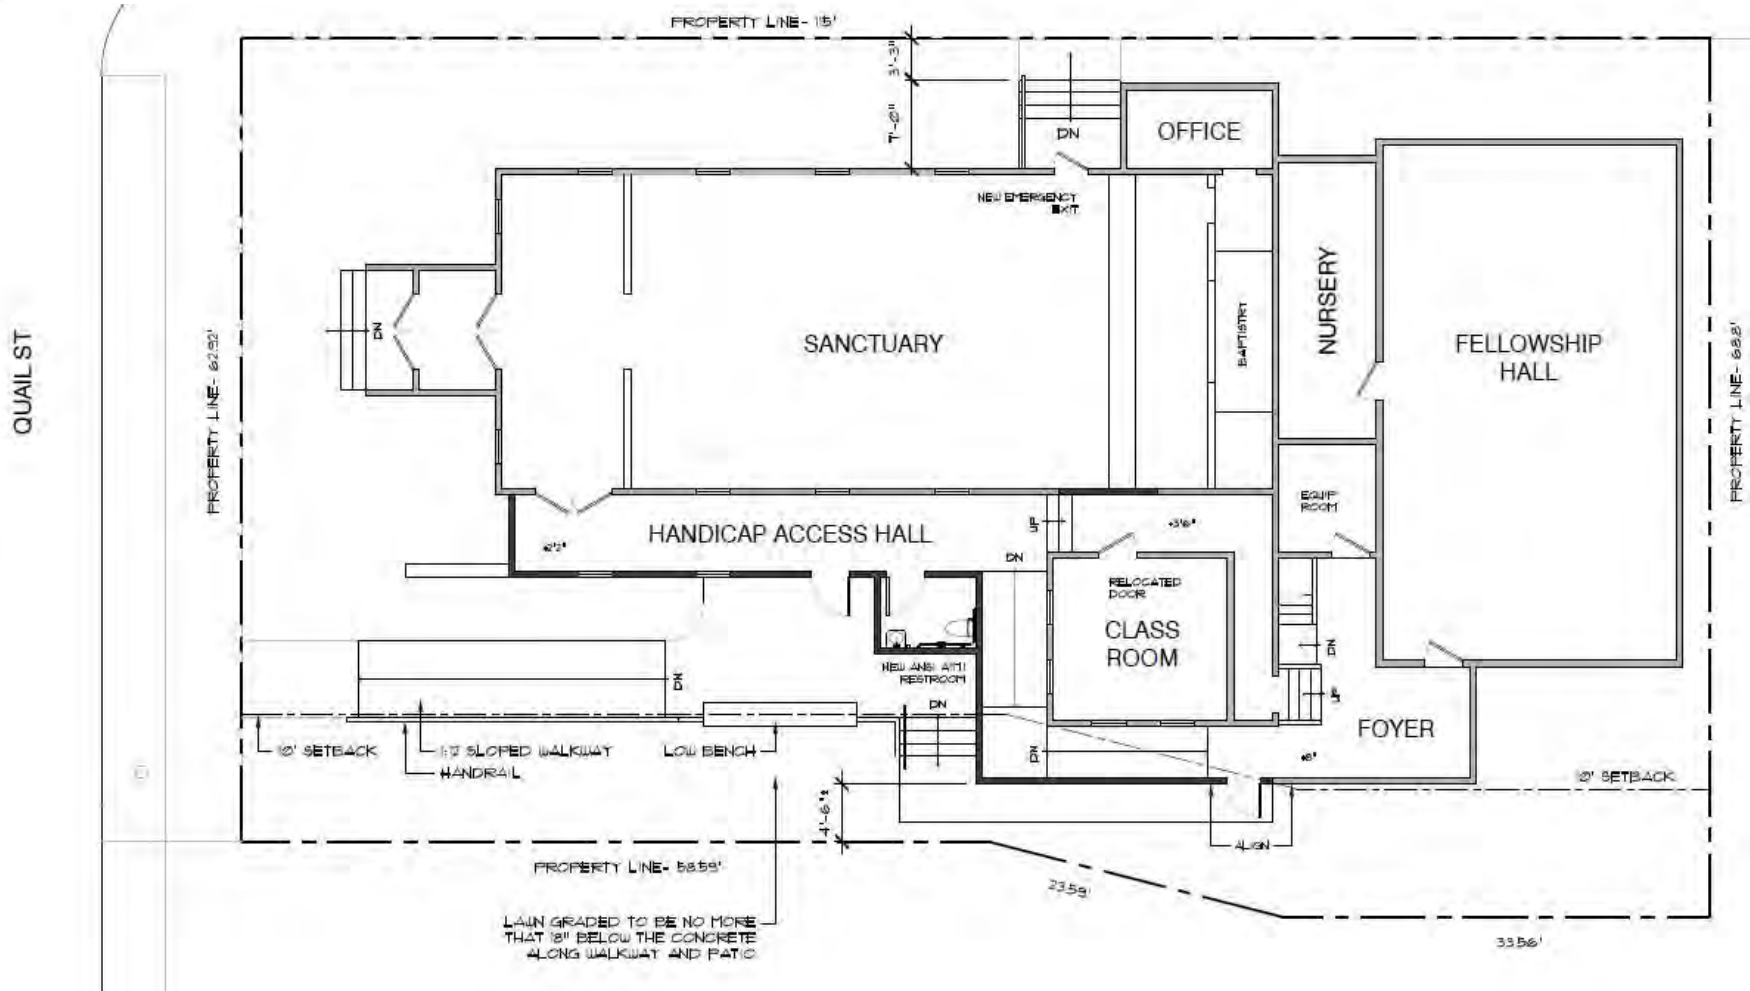 PROPERTY LINE- 115'
3'-3"
7'-0"
DN
OFFICE
NEW EMERGENCY
EXIT
QUAIL ST
PROPERTY LINE- 62.92'
DN
SANCTUARY
BAPTISTRY
NURSERY
FELLOWSHIP
HALL
PROPERTY LINE- 68.8'
EQUIP
ROOM
HANDICAP ACCESS HALL
+2'2"
UP
+3'6"
DN
RELOCATED
DOOR
CLASS
ROOM
DN
UP
FOYER
NEW ANSI A117.1
RESTROOM
DN
DN
DN
10' SETBACK
1:12 SLOPED WALKWAY
HANDRAIL
LOW BENCH
10' SETBACK
ALIGN
PROPERTY LINE- 58.59'
23.59'
33.56'
LAWN GRADED TO BE NO MORE
THAT 18" BELOW THE CONCRETE
ALONG WALKWAY AND PATIO